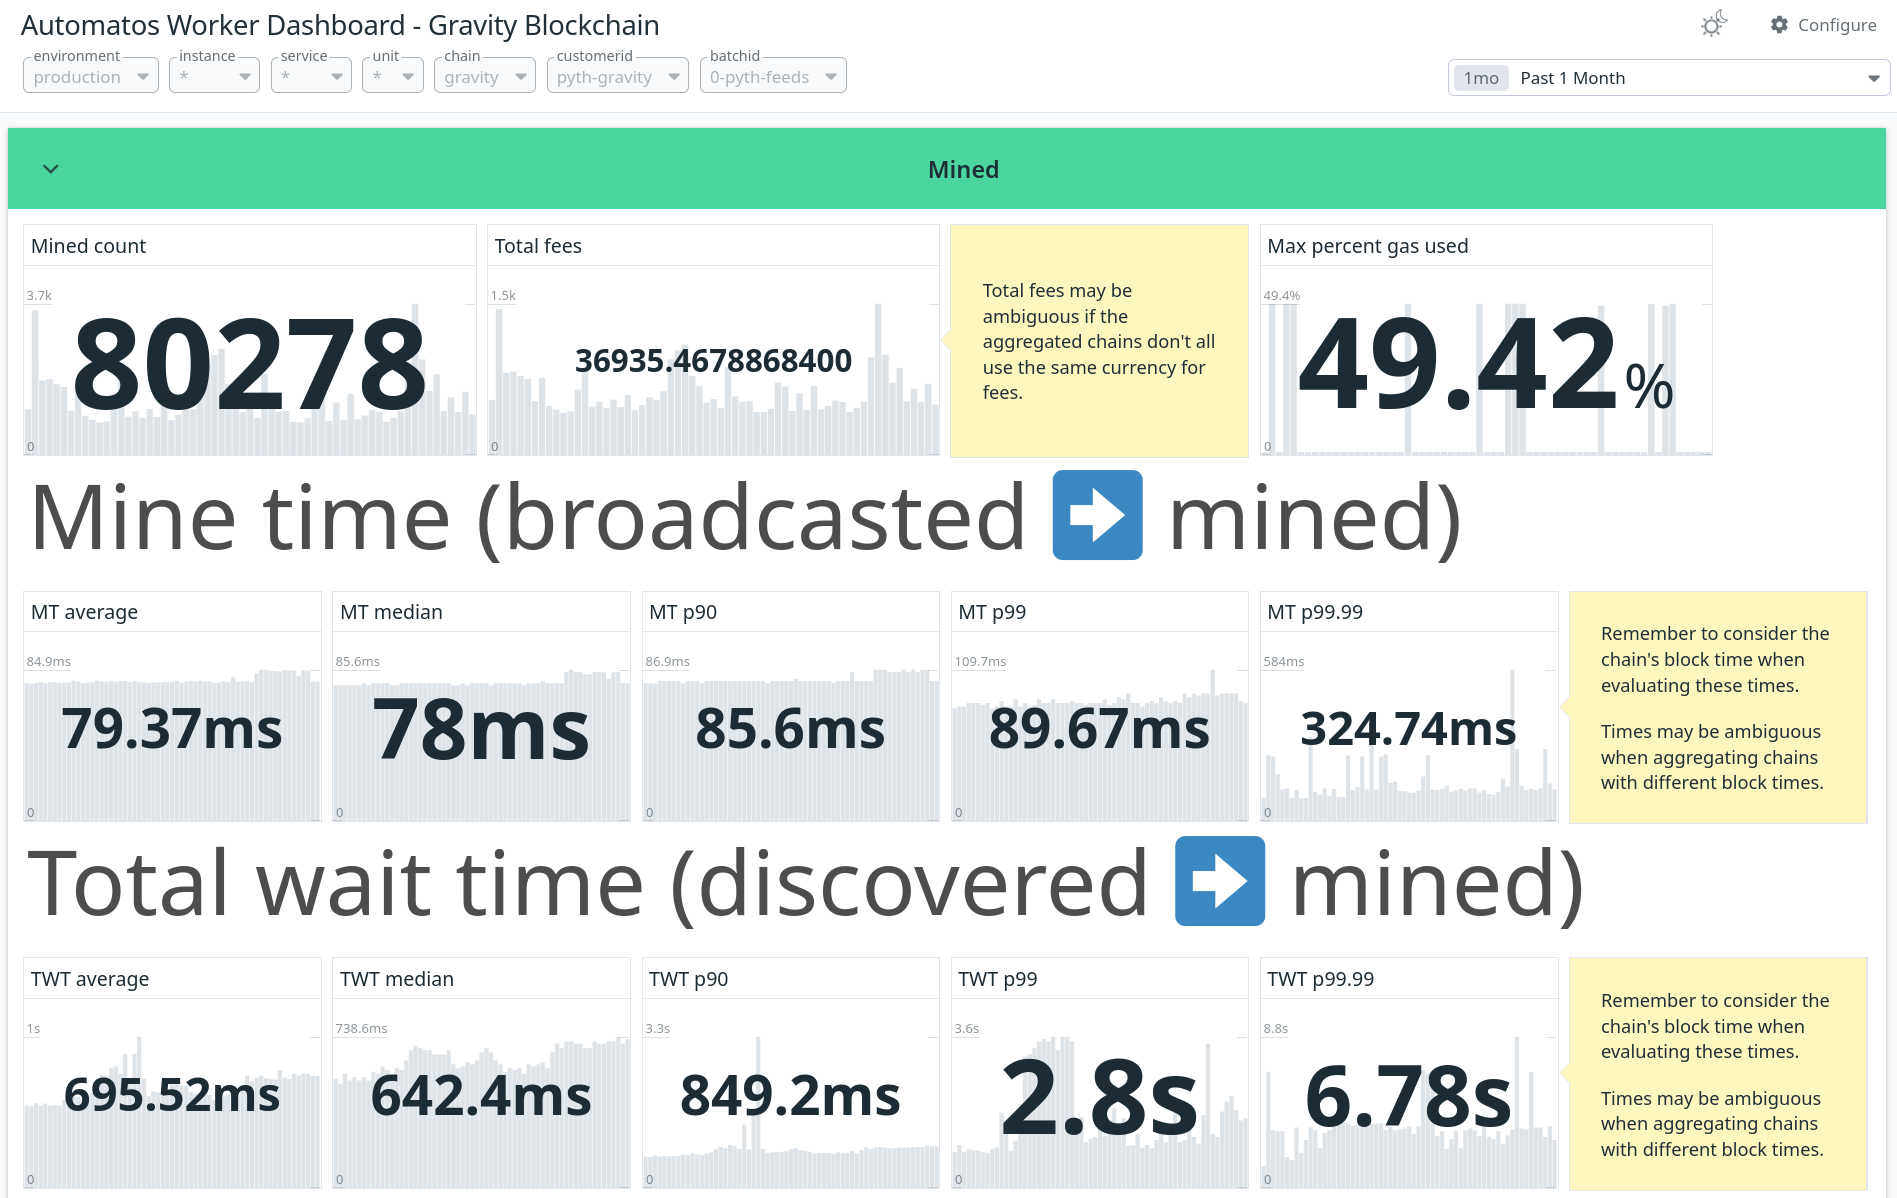 Automatos Worker Dashboard - Gravity Blockchain
Configure
environment
production
instance
*
service
*
unit
*
chain
gravity
customerid
pyth-gravity
batchid
0-pyth-feeds
1mo Past 1 Month
Mined
Mined count
3.7k
80278
0
Total fees
1.5k
36935.4678868400
0
Total fees may be
ambiguous if the
aggregated chains don't all
use the same currency for
fees.
Max percent gas used
49.4%
49.42%
0
Mine time (broadcasted ➡ mined)
MT average
84.9ms
79.37ms
0
MT median
85.6ms
78ms
0
MT p90
86.9ms
85.6ms
0
MT p99
109.7ms
89.67ms
0
MT p99.99
584ms
324.74ms
0
Remember to consider the
chain's block time when
evaluating these times.
Times may be ambiguous
when aggregating chains
with different block times.
Total wait time (discovered ➡ mined)
TWT average
1s
695.52ms
0
TWT median
738.6ms
642.4ms
0
TWT p90
3.3s
849.2ms
0
TWT p99
3.6s
2.8s
0
TWT p99.99
8.8s
6.78s
0
Remember to consider the
chain's block time when
evaluating these times.
Times may be ambiguous
when aggregating chains
with different block times.